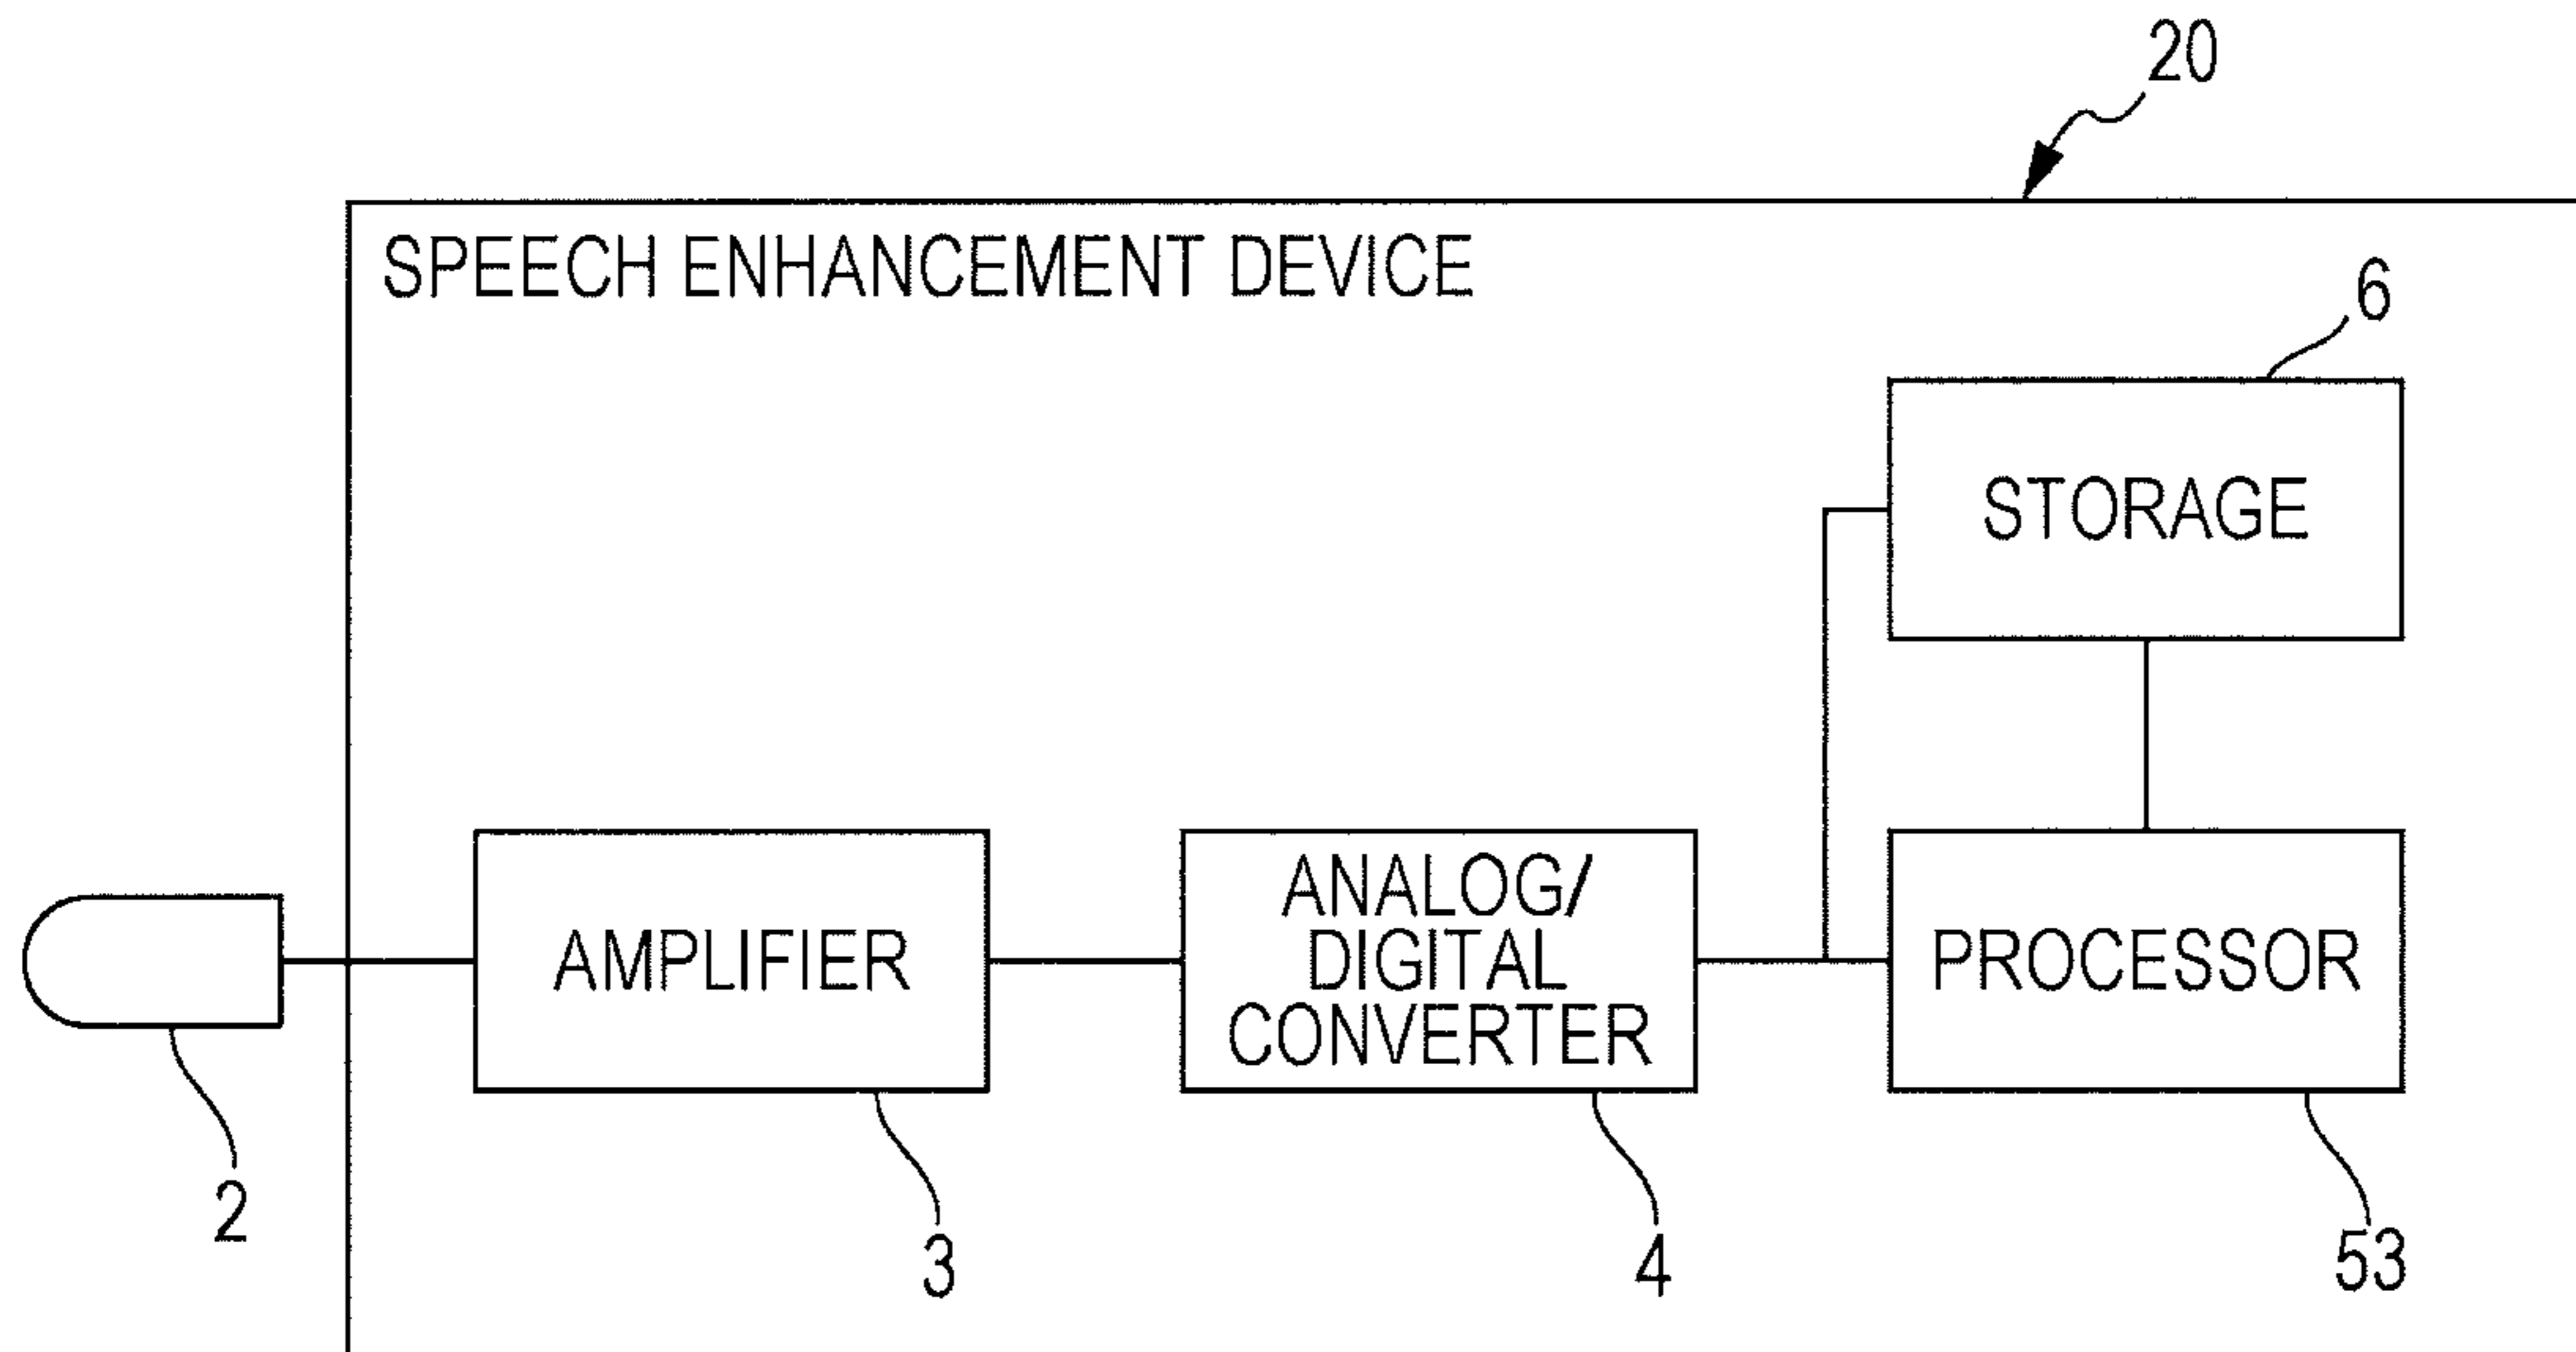 20
SPEECH ENHANCEMENT DEVICE
6
STORAGE
AMPLIFIER
ANALOG/
DIGITAL
CONVERTER
PROCESSOR
2
3
4
53